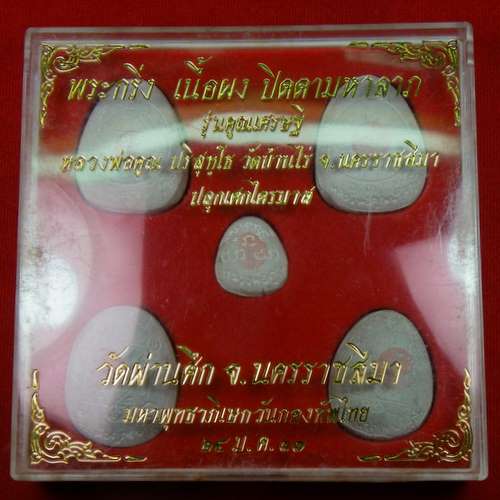 พระกริ่ง เนื้อผง ปิดตามหาลาภ
รุ่นคูณเศรษฐี
หลวงพ่อคูณ ปริสุทฺโธ วัดบ้านไร่ จ.นครราชสีมา
ปลุกเสกไตรมาส
วัดผ่านศึก จ.นครราชสีมา
มหาพุทธาภิเษก วันกองทัพไทย
๒๕ ม.ค. ๓๗